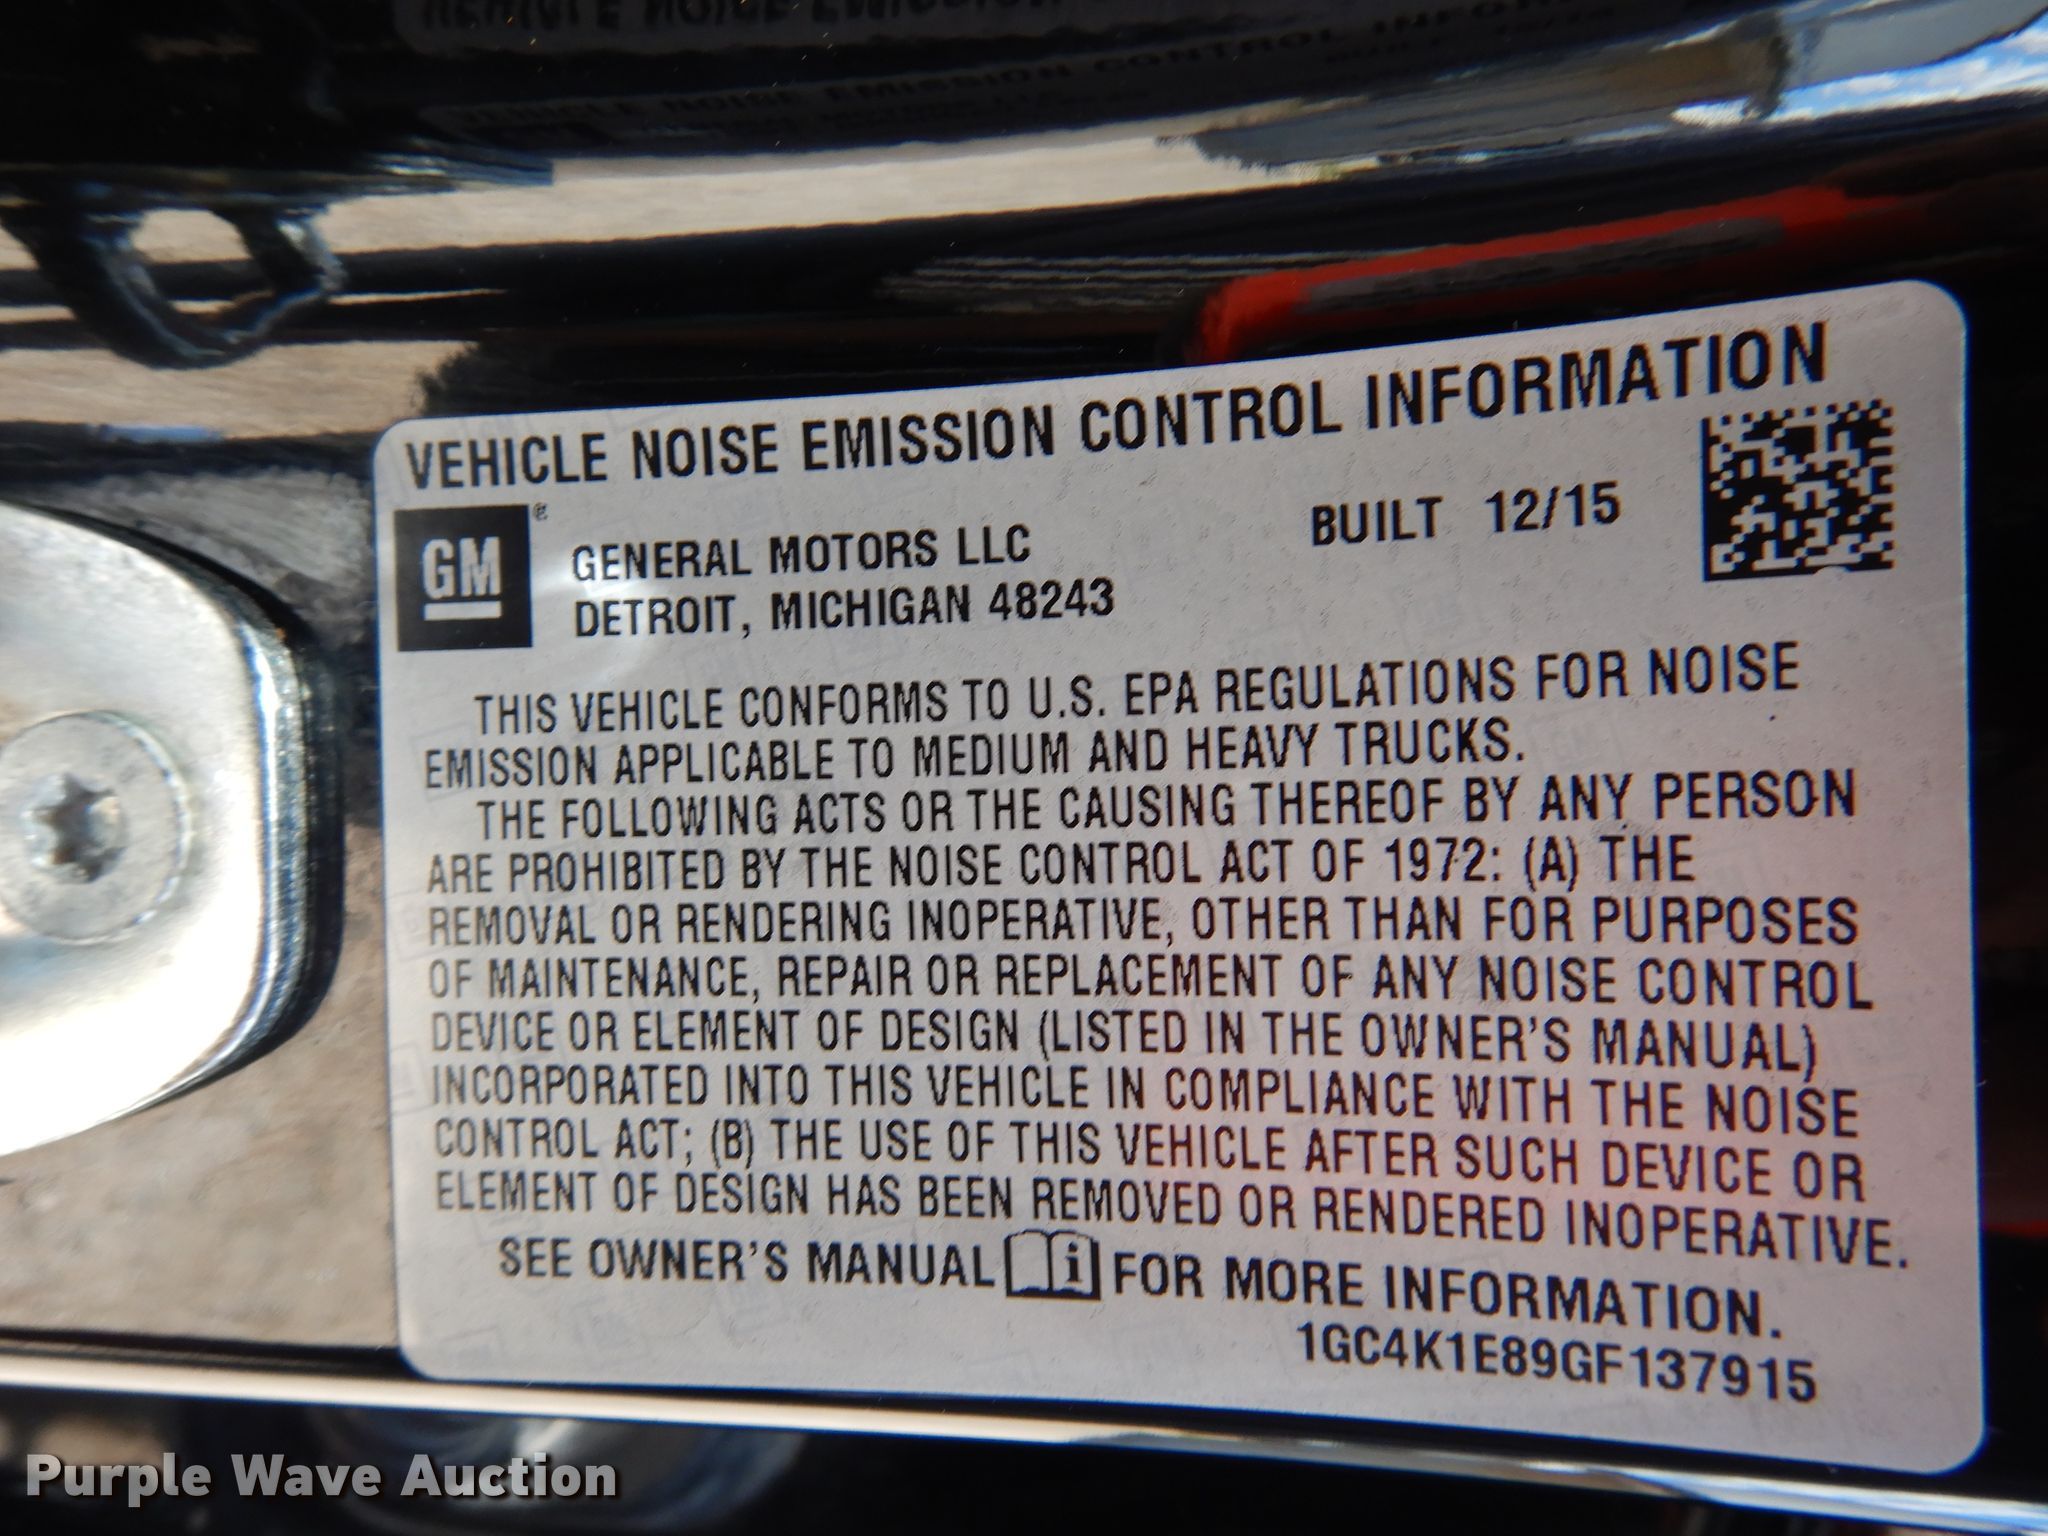 VEHICLE NOISE EMISSION CONTROL INFORMATION
GM®
GENERAL MOTORS LLC
DETROIT, MICHIGAN 48243
BUILT 12/15
THIS VEHICLE CONFORMS TO U.S. EPA REGULATIONS FOR NOISE
EMISSION APPLICABLE TO MEDIUM AND HEAVY TRUCKS.
THE FOLLOWING ACTS OR THE CAUSING THEREOF BY ANY PERSON
ARE PROHIBITED BY THE NOISE CONTROL ACT OF 1972: (A) THE
REMOVAL OR RENDERING INOPERATIVE, OTHER THAN FOR PURPOSES
OF MAINTENANCE, REPAIR OR REPLACEMENT OF ANY NOISE CONTROL
DEVICE OR ELEMENT OF DESIGN (LISTED IN THE OWNER'S MANUAL)
INCORPORATED INTO THIS VEHICLE IN COMPLIANCE WITH THE NOISE
CONTROL ACT; (B) THE USE OF THIS VEHICLE AFTER SUCH DEVICE OR
ELEMENT OF DESIGN HAS BEEN REMOVED OR RENDERED INOPERATIVE.
SEE OWNER'S MANUAL i FOR MORE INFORMATION.
1GC4K1E89GF137915
Purple Wave Auction